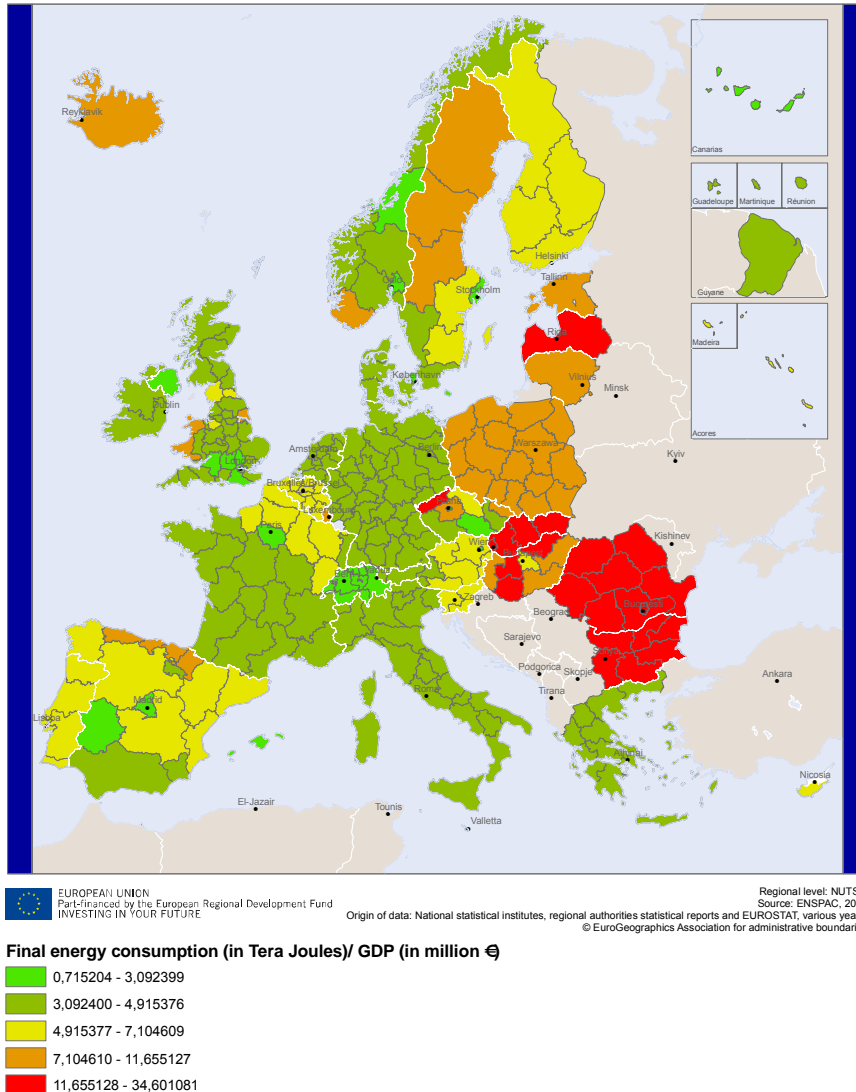 Reykjavik
Canarias
Guadeloupe
Martinique
Réunion
Guyane
Madeira
Acores
Helsinki
Tallinn
Oslo
Stockholm
Riga
København
Vilnius
Minsk
Dublin
London
Amsterdam
Berlin
Warszawa
Kyiv
Bruxelles/Brussel
Luxembourg
Praha
Paris
Wien
Kishinev
Bern
Zagreb
Beograd
Sarajevo
Podgorica
Skopje
Tirana
Roma
Madrid
Lisboa
Ankara
Athinai
Nicosia
El-Jazair
Tounis
Valletta
EUROPEAN UNION
Part-financed by the European Regional Development Fund
INVESTING IN YOUR FUTURE
Regional level: NUTS
Source: ENSPAC, 20
Origin of data: National statistical institutes, regional authorities statistical reports and EUROSTAT, various yea
© EuroGeographics Association for administrative boundari
Final energy consumption (in Tera Joules)/ GDP (in million €)
0,715204 - 3,092399
3,092400 - 4,915376
4,915377 - 7,104609
7,104610 - 11,655127
11,655128 - 34,601081